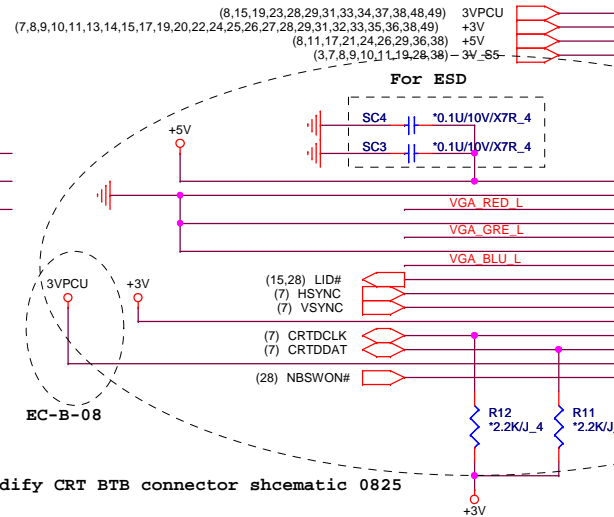 (8,15,19,23,28,29,31,33,34,37,38,48,49) 3VPCU
(7,8,9,10,11,13,14,15,17,19,20,22,24,25,26,27,28,29,31,32,33,35,36,38,49) +3V
(8,11,17,21,24,26,29,36,38) +5V
(3,7,8,9,10,11,19,28,38) 3V_S5
For ESD
SC4 *0.1U/10V/X7R_4
+5V
SC3 *0.1U/10V/X7R_4
VGA_RED_L
VGA_GRE_L
VGA_BLU_L
3VPCU +3V (15,28) LID#
(7) HSYNC
(7) VSYNC
(7) CRTDCLK
(7) CRTDDAT
(28) NBSWON#
EC-B-08
R12 R11
*2.2K/J_4 *2.2K/J_
dify CRT BTB connector shcematic 0825
+3V